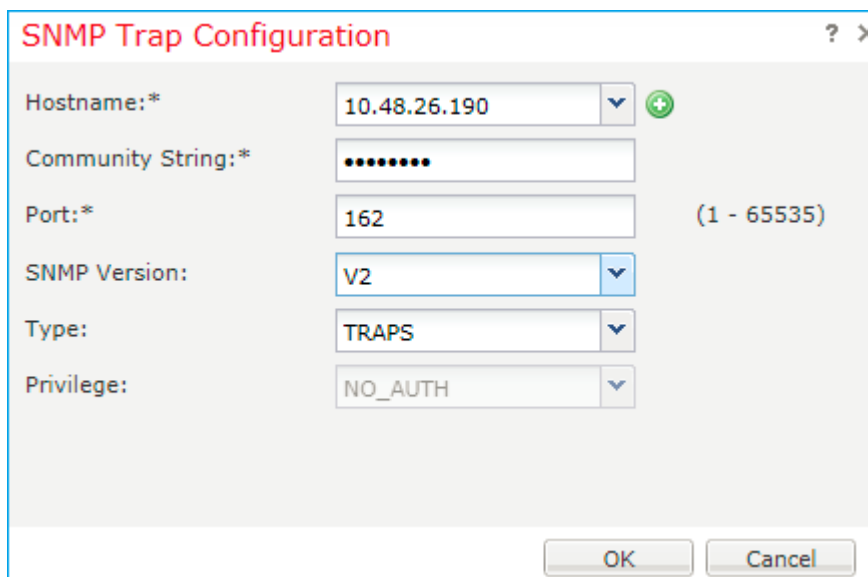 SNMP Trap Configuration ?
Hostname:* 10.48.26.190
Community String:* ••••••••
Port:* 162 (1 - 65535)
SNMP Version: V2
Type: TRAPS
Privilege: NO_AUTH
OK Cancel